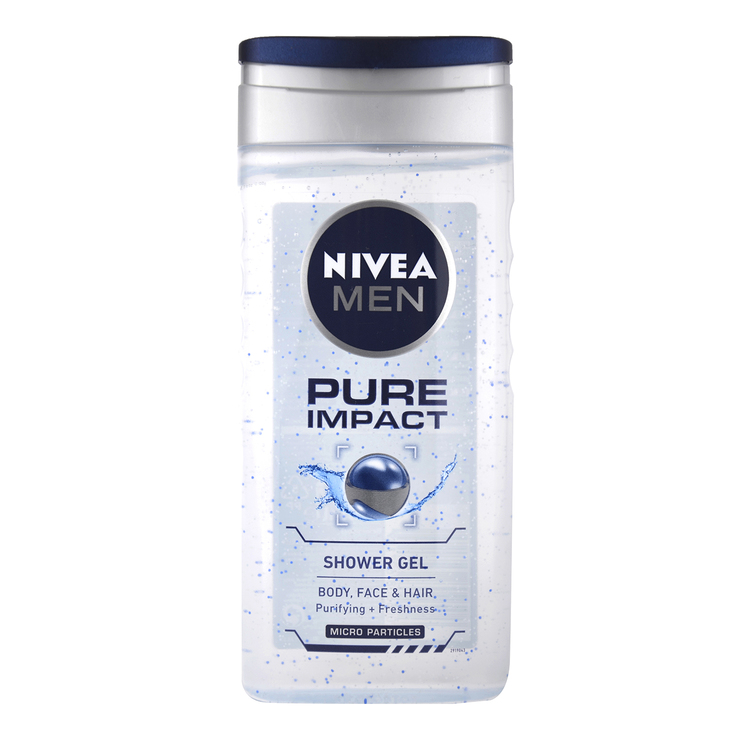 NIVEA
MEN
PURE
IMPACT
SHOWER GEL
BODY, FACE & HAIR
Purifying + Freshness
MICRO PARTICLES